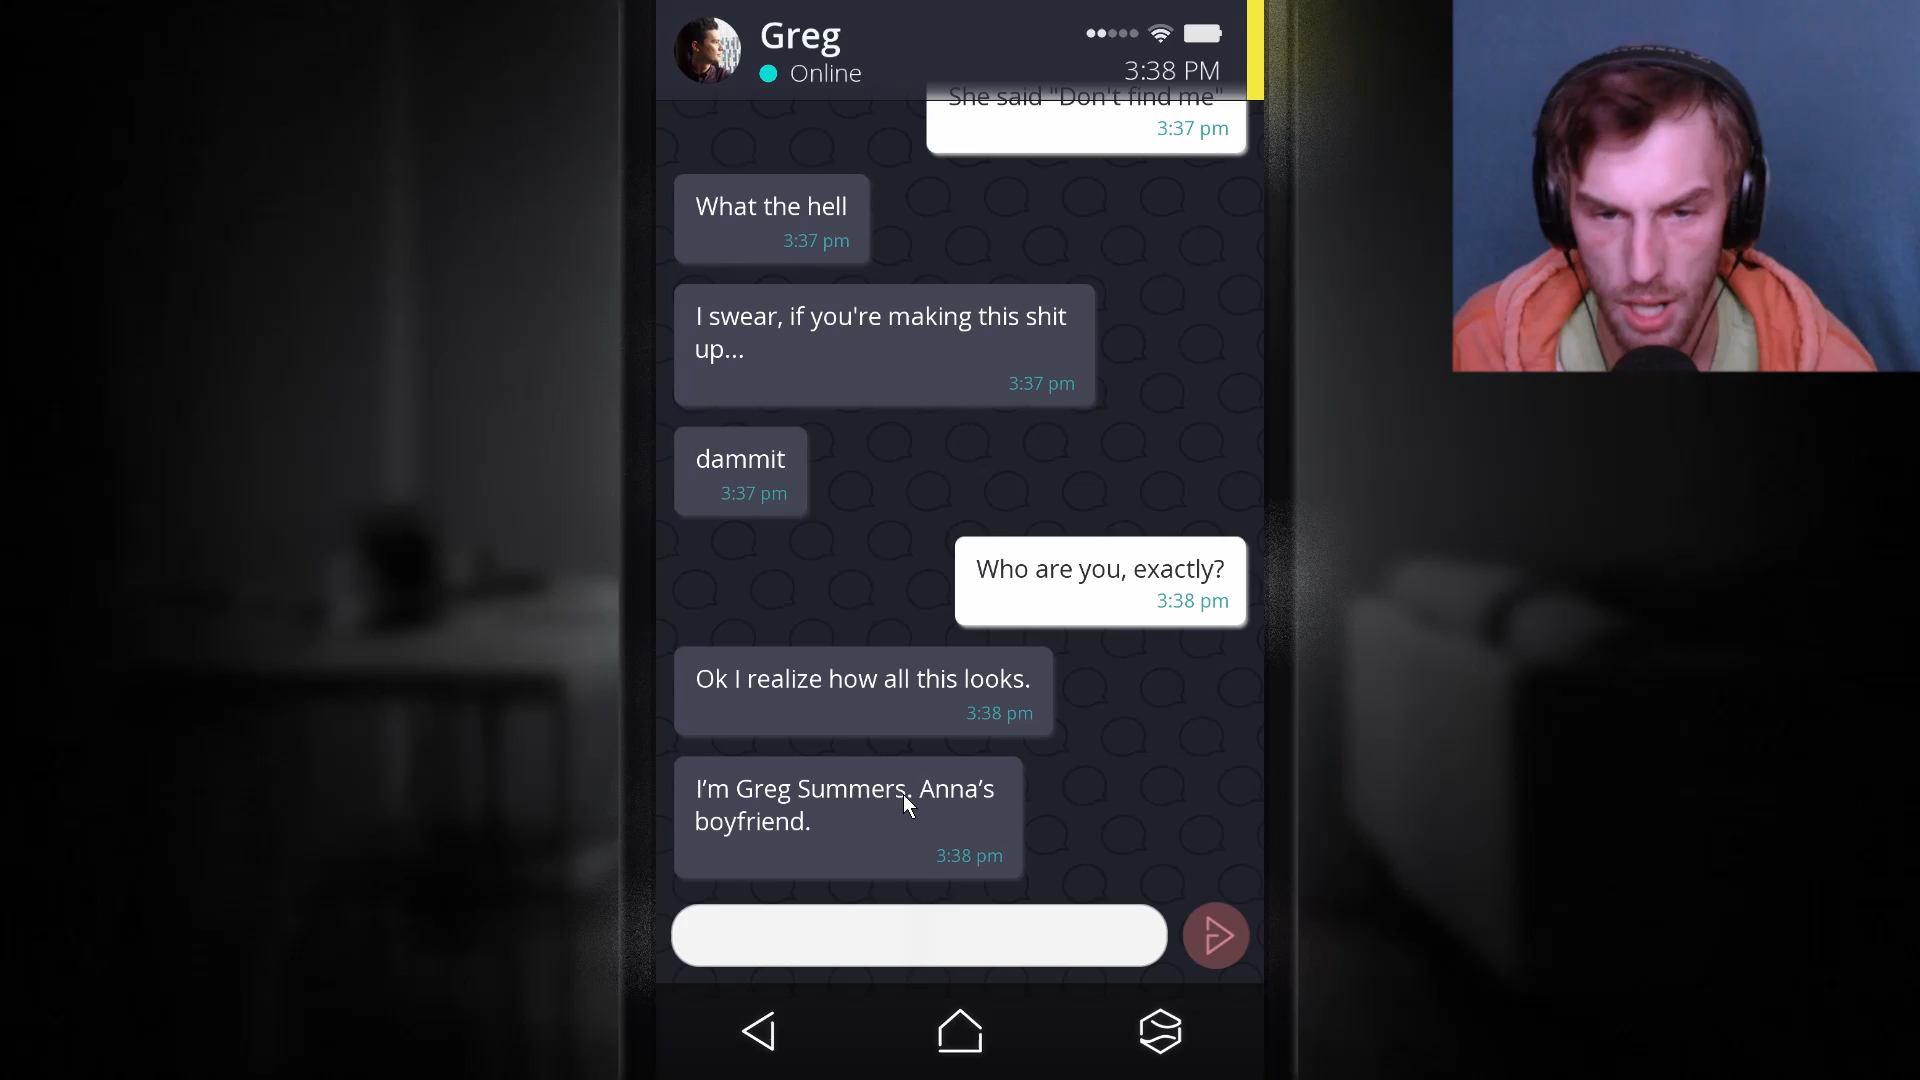 Greg
Online
3:38 PM
She said "Don't find me"
3:37 pm
What the hell
3:37 pm
I swear, if you're making this shit
up...
3:37 pm
dammit
3:37 pm
Who are you, exactly?
3:38 pm
Ok I realize how all this looks.
3:38 pm
I’m Greg Summers. Anna’s
boyfriend.
3:38 pm